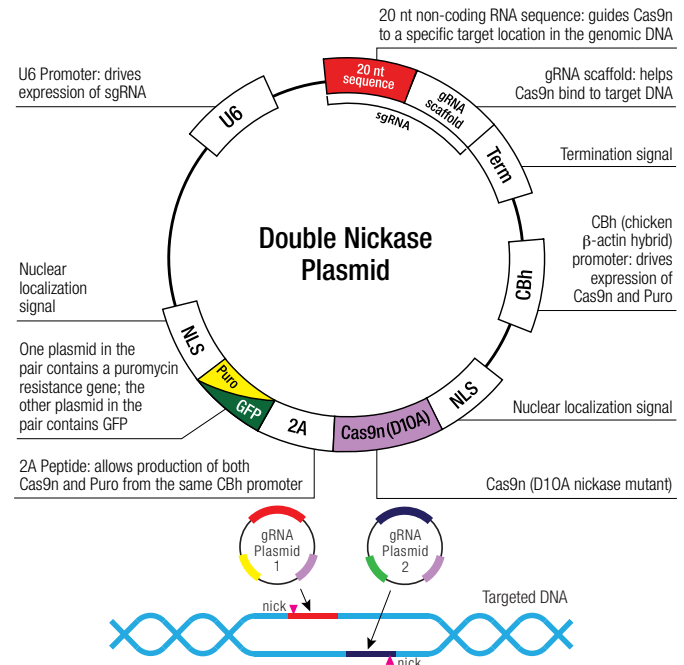 20 nt non-coding RNA sequence: guides Cas9n
to a specific target location in the genomic DNA
U6 Promoter: drives
expression of sgRNA
gRNA scaffold: helps
Cas9n bind to target DNA
20 nt
sequence
gRNA
scaffold
sgRNA
U6
Term
Termination signal
Double Nickase
Plasmid
CBh (chicken
β-actin hybrid)
promoter: drives
expression of
Cas9n and Puro
CBh
Nuclear
localization
signal
NLS
One plasmid in the
pair contains a puromycin
resistance gene; the
other plasmid in the
pair contains GFP
Puro
GFP
2A
Cas9n (D10A)
NLS
Nuclear localization signal
2A Peptide: allows production of both
Cas9n and Puro from the same CBh promoter
Cas9n (D10A nickase mutant)
gRNA
Plasmid
1
gRNA
Plasmid
2
Targeted DNA
nick
nick